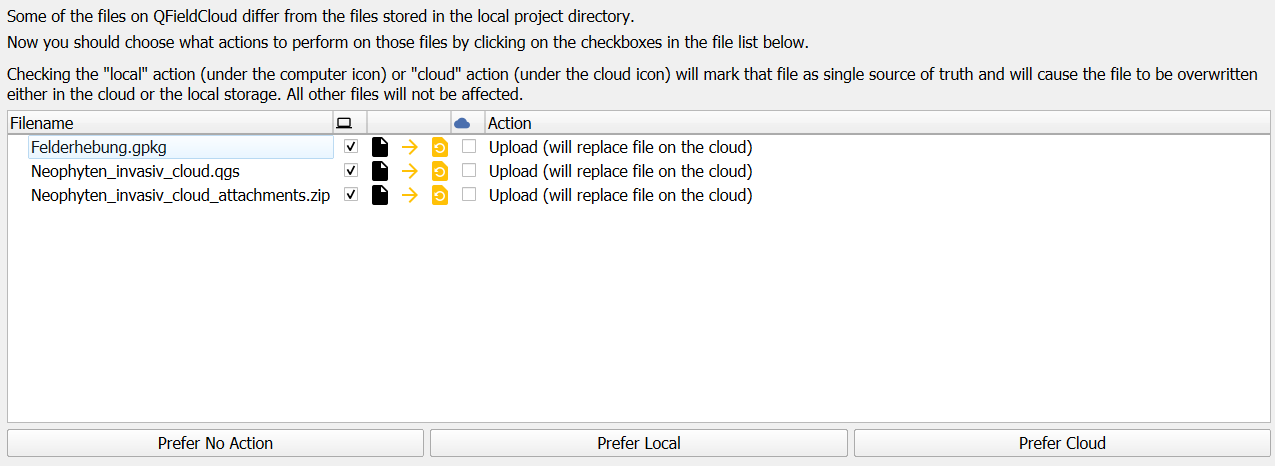 Some of the files on QFieldCloud differ from the files stored in the local project directory.
Now you should choose what actions to perform on those files by clicking on the checkboxes in the file list below.
Checking the "local" action (under the computer icon) or "cloud" action (under the cloud icon) will mark that file as single source of truth and will cause the file to be overwritten
either in the cloud or the local storage. All other files will not be affected.
Filename Action
Felderhebung.gpkg Upload (will replace file on the cloud)
Neophyten_invasiv_cloud.qgs Upload (will replace file on the cloud)
Neophyten_invasiv_cloud_attachments.zip Upload (will replace file on the cloud)
Prefer No Action Prefer Local Prefer Cloud